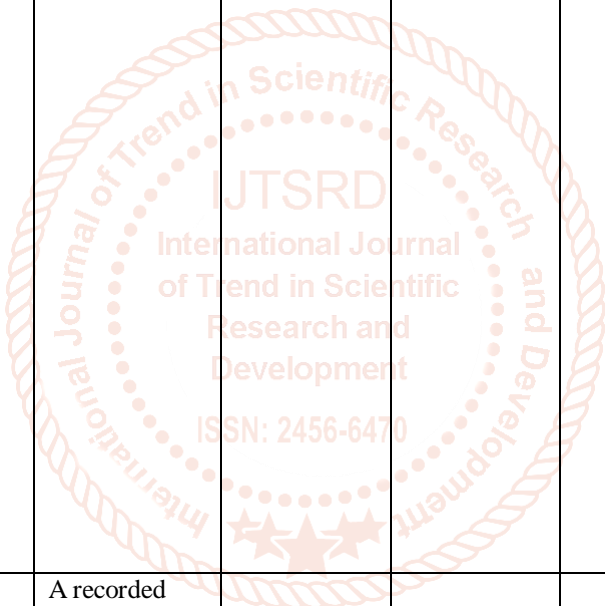 International Journal of Trend in Scientific Research and Development
IJTSRD
International Journal
of Trend in Scientific
Research and
Development
ISSN: 2456-6470
A recorded